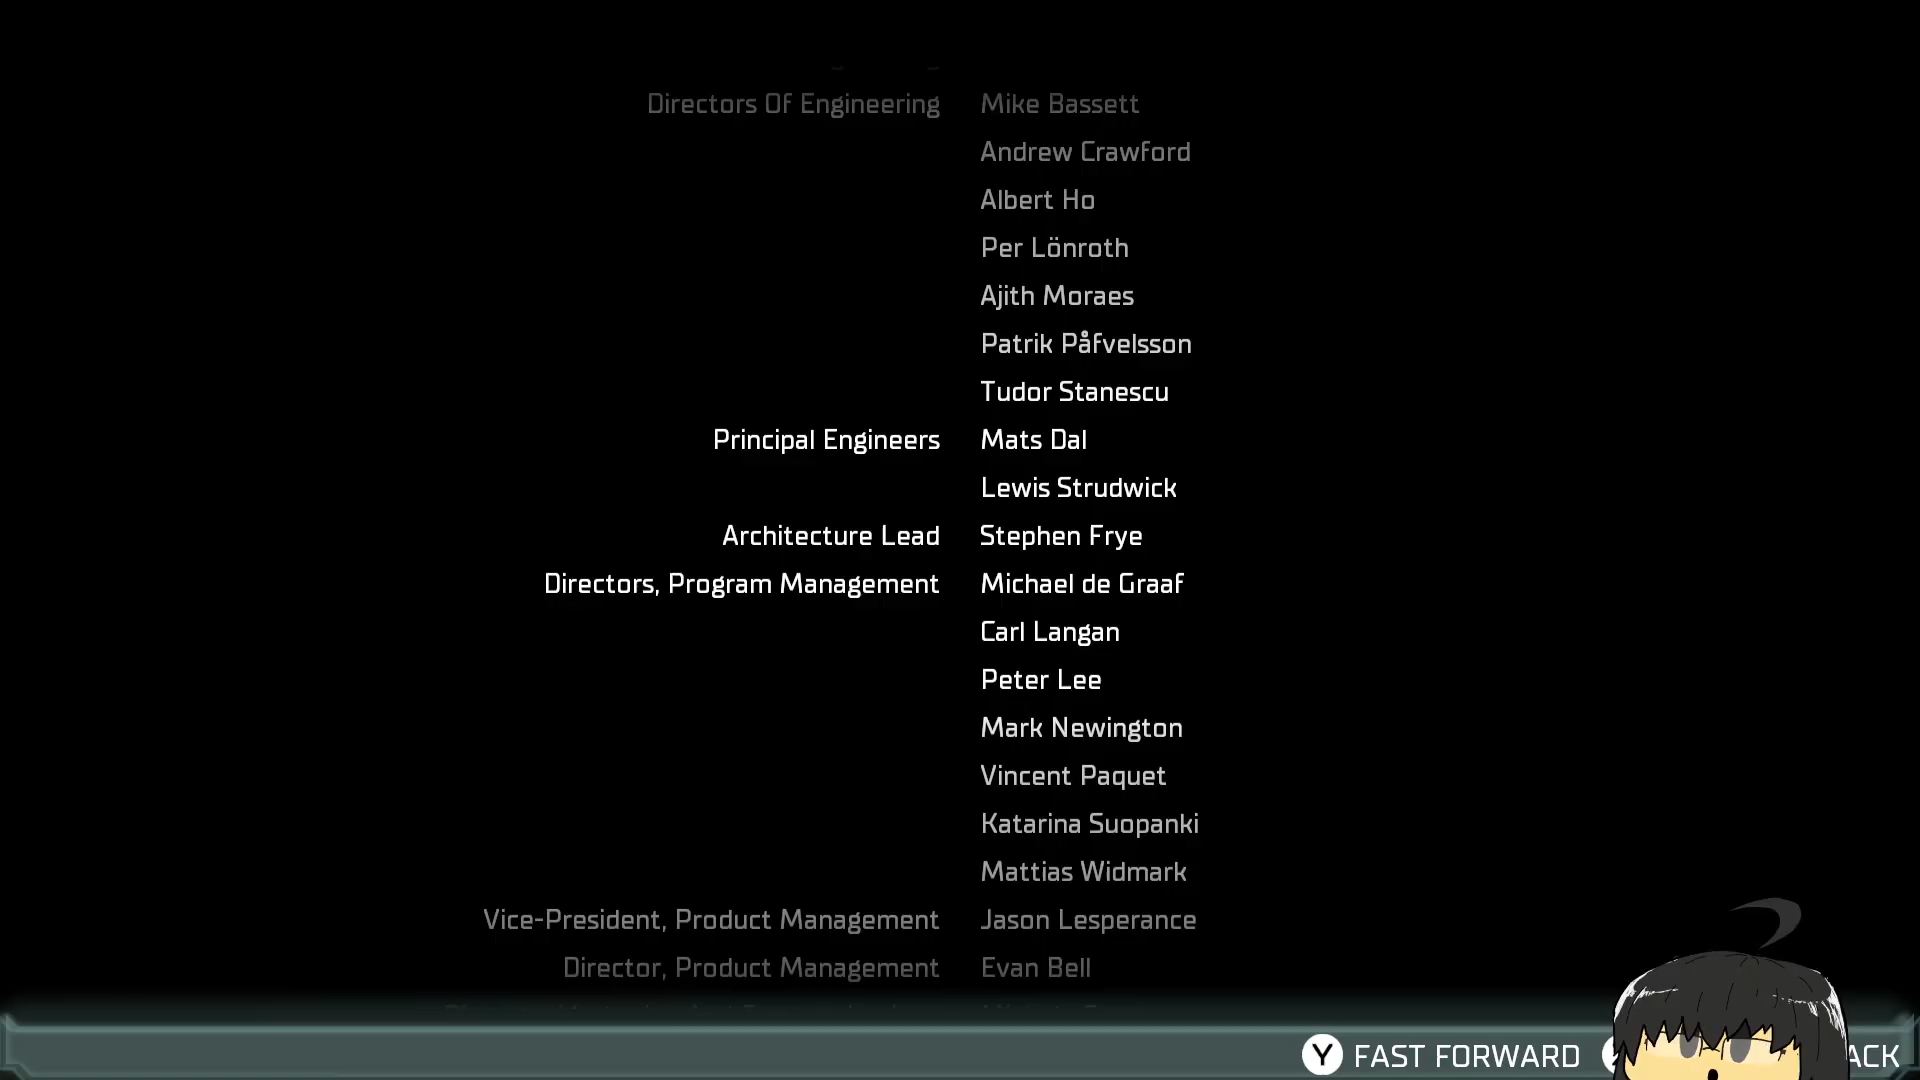 Directors Of Engineering Mike Bassett
Andrew Crawford
Albert Ho
Per Lönroth
Ajith Moraes
Patrik Påfvelsson
Tudor Stanescu
Principal Engineers Mats Dal
Lewis Strudwick
Architecture Lead Stephen Frye
Directors, Program Management Michael de Graaf
Carl Langan
Peter Lee
Mark Newington
Vincent Paquet
Katarina Suopanki
Mattias Widmark
Vice-President, Product Management Jason Lesperance
Director, Product Management Evan Bell
Y FAST FORWARD ACK